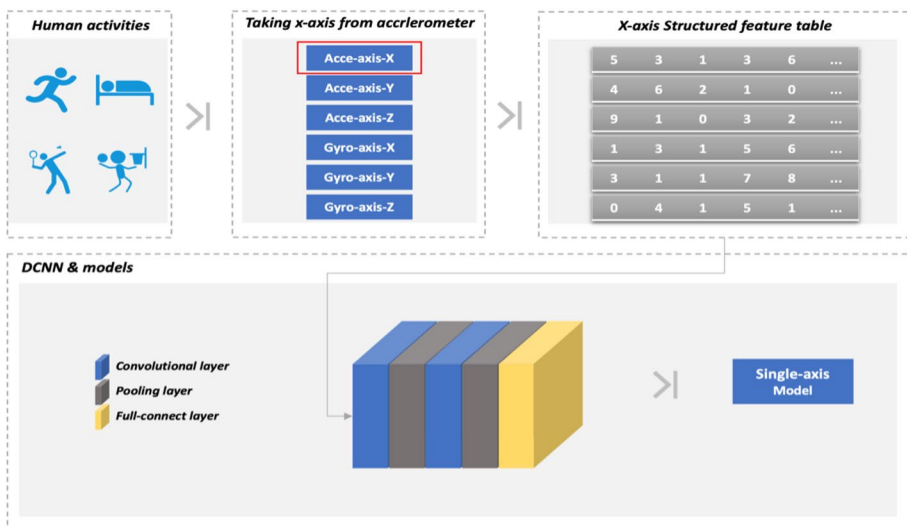 Human activities
Taking x-axis from accrlerometer
Acce-axis-X
Acce-axis-Y
Acce-axis-Z
Gyro-axis-X
Gyro-axis-Y
Gyro-axis-Z
X-axis Structured feature table
5 3 1 3 6 ...
4 6 2 1 0 ...
9 1 0 3 2 ...
1 3 1 5 6 ...
3 1 1 7 8 ...
0 4 1 5 1 ...
DCNN & models
Convolutional layer
Pooling layer
Full-connect layer
Single-axis
Model